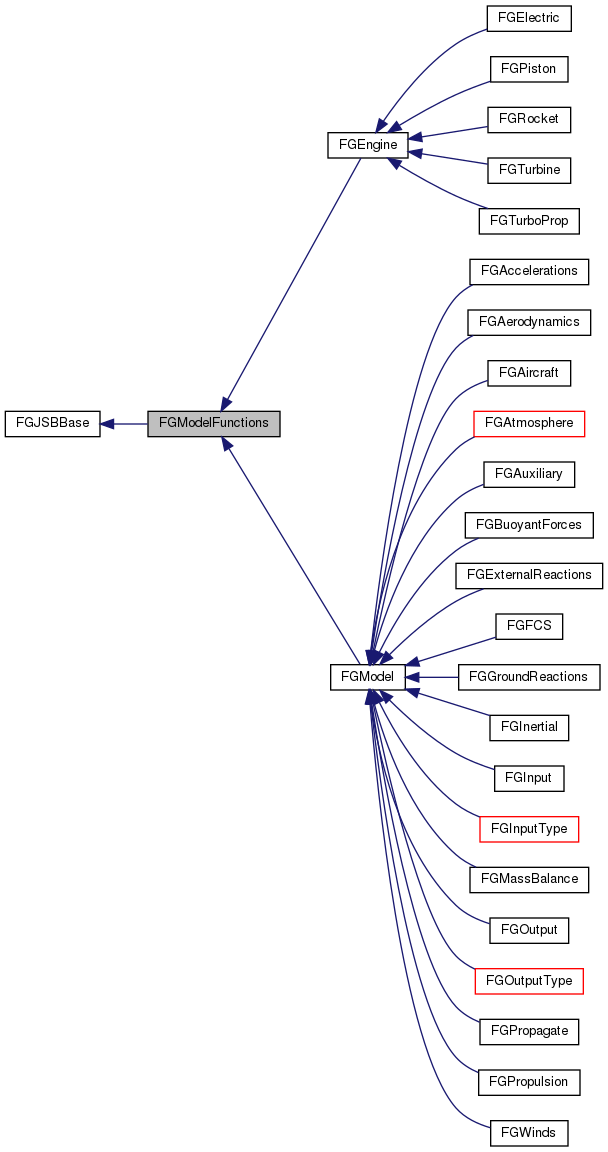 FGElectric
FGPiston
FGRocket
FGEngine
FGTurbine
FGTurboProp
FGAccelerations
FGAerodynamics
FGAircraft
FGJSBBase
FGModelFunctions
FGAtmosphere
FGAuxiliary
FGBuoyantForces
FGExternalReactions
FGFCS
FGModel
FGGroundReactions
FGInertial
FGInput
FGInputType
FGMassBalance
FGOutput
FGOutputType
FGPropagate
FGPropulsion
FGWinds